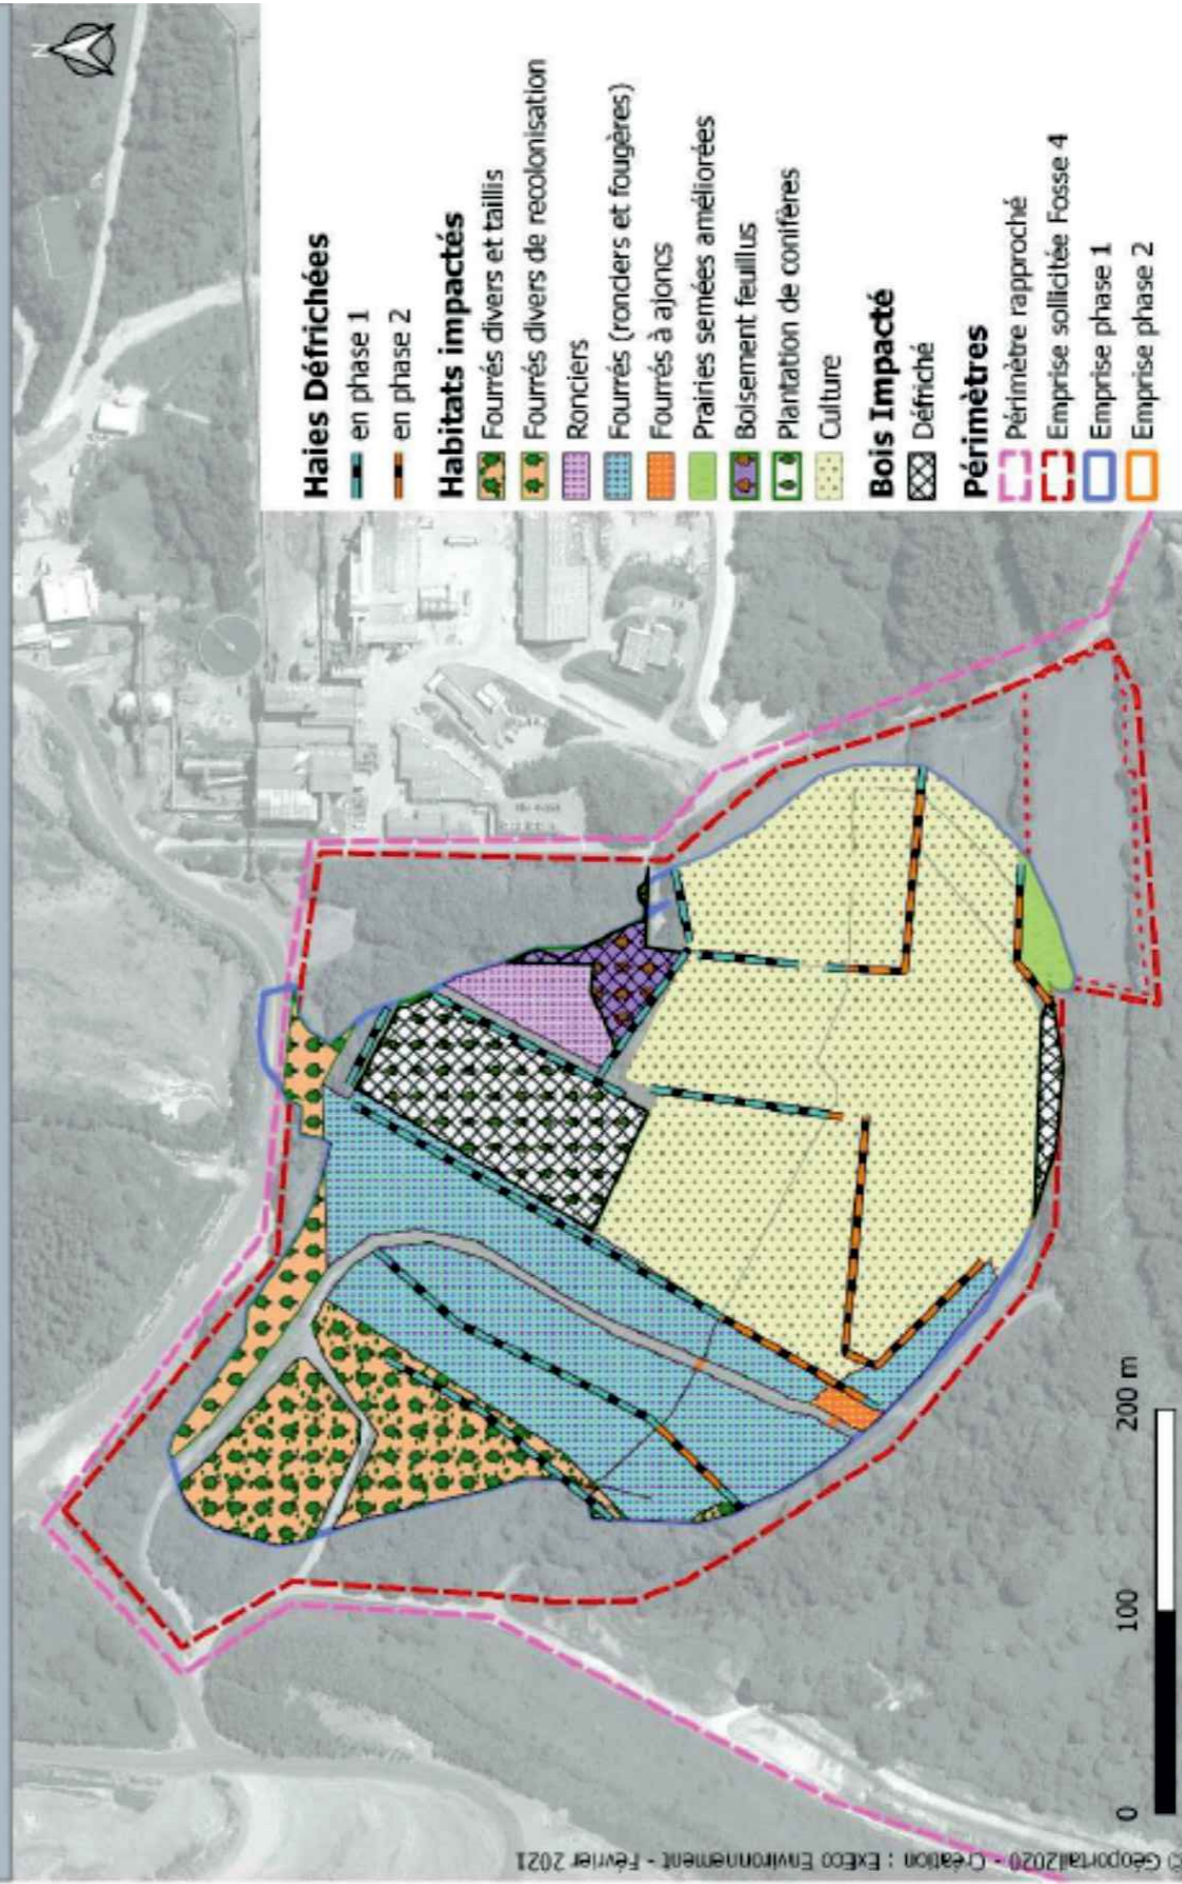 N
Haies Défrichées
en phase 1
en phase 2
Habitats impactés
Fourrés divers et taillis
Fourrés divers de recolonisation
Ronciers
Fourrés (ronciers et fougères)
Fourrés à ajoncs
Prairies semées améliorées
Boisement feuillus
Plantation de conifères
Culture
Bois Impacté
Défriché
Périmètres
Périmètre rapproché
Emprise sollicitée Fosse 4
Emprise phase 1
Emprise phase 2
0 100 200 m
© Géoportail2020 - Création : ExEco Environnement - Février 2021